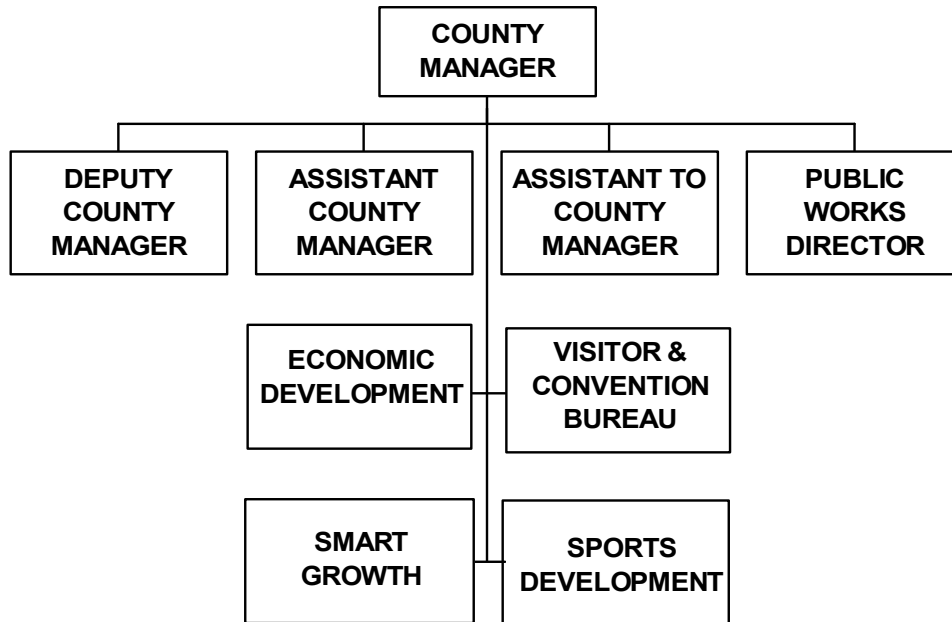 COUNTY
MANAGER
DEPUTY
COUNTY
MANAGER
ASSISTANT
COUNTY
MANAGER
ASSISTANT TO
COUNTY
MANAGER
PUBLIC
WORKS
DIRECTOR
ECONOMIC
DEVELOPMENT
VISITOR &
CONVENTION
BUREAU
SMART
GROWTH
SPORTS
DEVELOPMENT